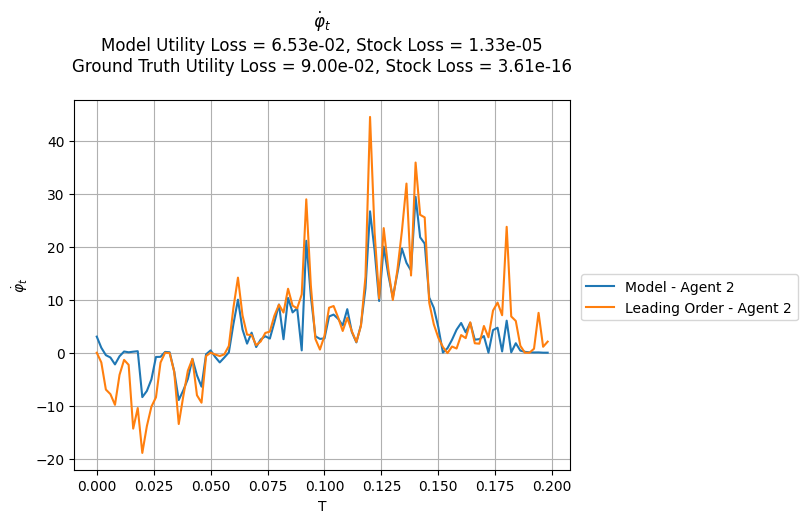 φ̇ₜ
Model Utility Loss = 6.53e-02, Stock Loss = 1.33e-05
Ground Truth Utility Loss = 9.00e-02, Stock Loss = 3.61e-16
40
30
20
10
0
−10
−20
φ̇ₜ
0.000 0.025 0.050 0.075 0.100 0.125 0.150 0.175 0.200
T
Model - Agent 2
Leading Order - Agent 2